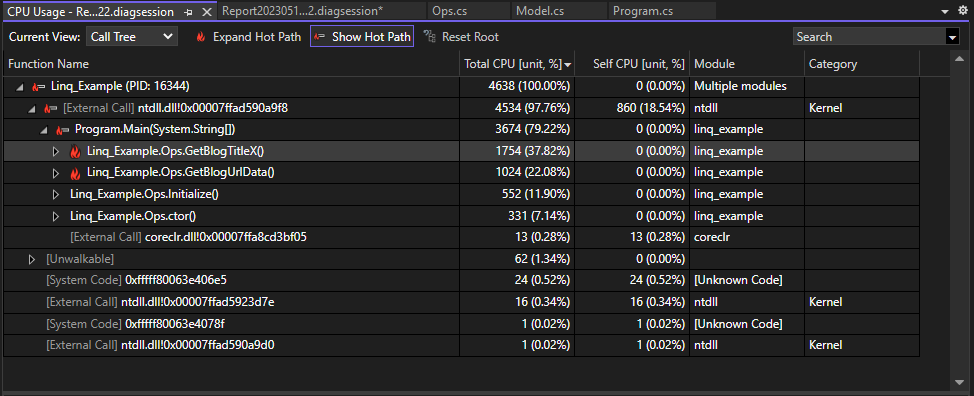 CPU Usage - Re...22.diagsession Report2023051...2.diagsession* Ops.cs Model.cs Program.cs
Current View: Call Tree Expand Hot Path Show Hot Path Reset Root Search
Function Name Total CPU [unit, %] Self CPU [unit, %] Module Category
Linq_Example (PID: 16344) 4638 (100.00%) 0 (0.00%) Multiple modules
[External Call] ntdll.dll!0x00007ffad590a9f8 4534 (97.76%) 860 (18.54%) ntdll Kernel
Program.Main(System.String[]) 3674 (79.22%) 0 (0.00%) linq_example
Linq_Example.Ops.GetBlogTitleX() 1754 (37.82%) 0 (0.00%) linq_example
Linq_Example.Ops.GetBlogUrlData() 1024 (22.08%) 0 (0.00%) linq_example
Linq_Example.Ops.Initialize() 552 (11.90%) 0 (0.00%) linq_example
Linq_Example.Ops.ctor() 331 (7.14%) 0 (0.00%) linq_example
[External Call] coreclr.dll!0x00007ffa8cd3bf05 13 (0.28%) 13 (0.28%) coreclr
[Unwalkable] 62 (1.34%) 0 (0.00%)
[System Code] 0xfffff80063e406e5 24 (0.52%) 24 (0.52%) [Unknown Code]
[External Call] ntdll.dll!0x00007ffad5923d7e 16 (0.34%) 16 (0.34%) ntdll Kernel
[System Code] 0xfffff80063e4078f 1 (0.02%) 1 (0.02%) [Unknown Code]
[External Call] ntdll.dll!0x00007ffad590a9d0 1 (0.02%) 1 (0.02%) ntdll Kernel